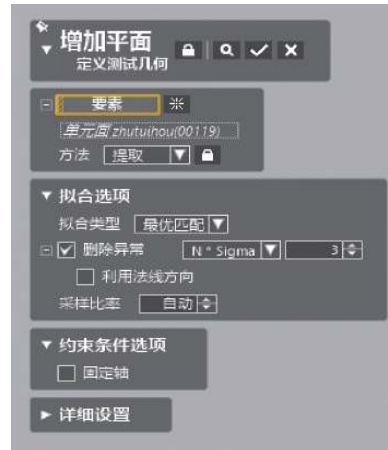 增加平面
定义测试几何
要素
单元面 zhutuihou(00119)
方法 提取
拟合选项
拟合类型 最优匹配
删除异常 N * Sigma 3
利用法线方向
采样比率 自动
约束条件选项
固定轴
详细设置